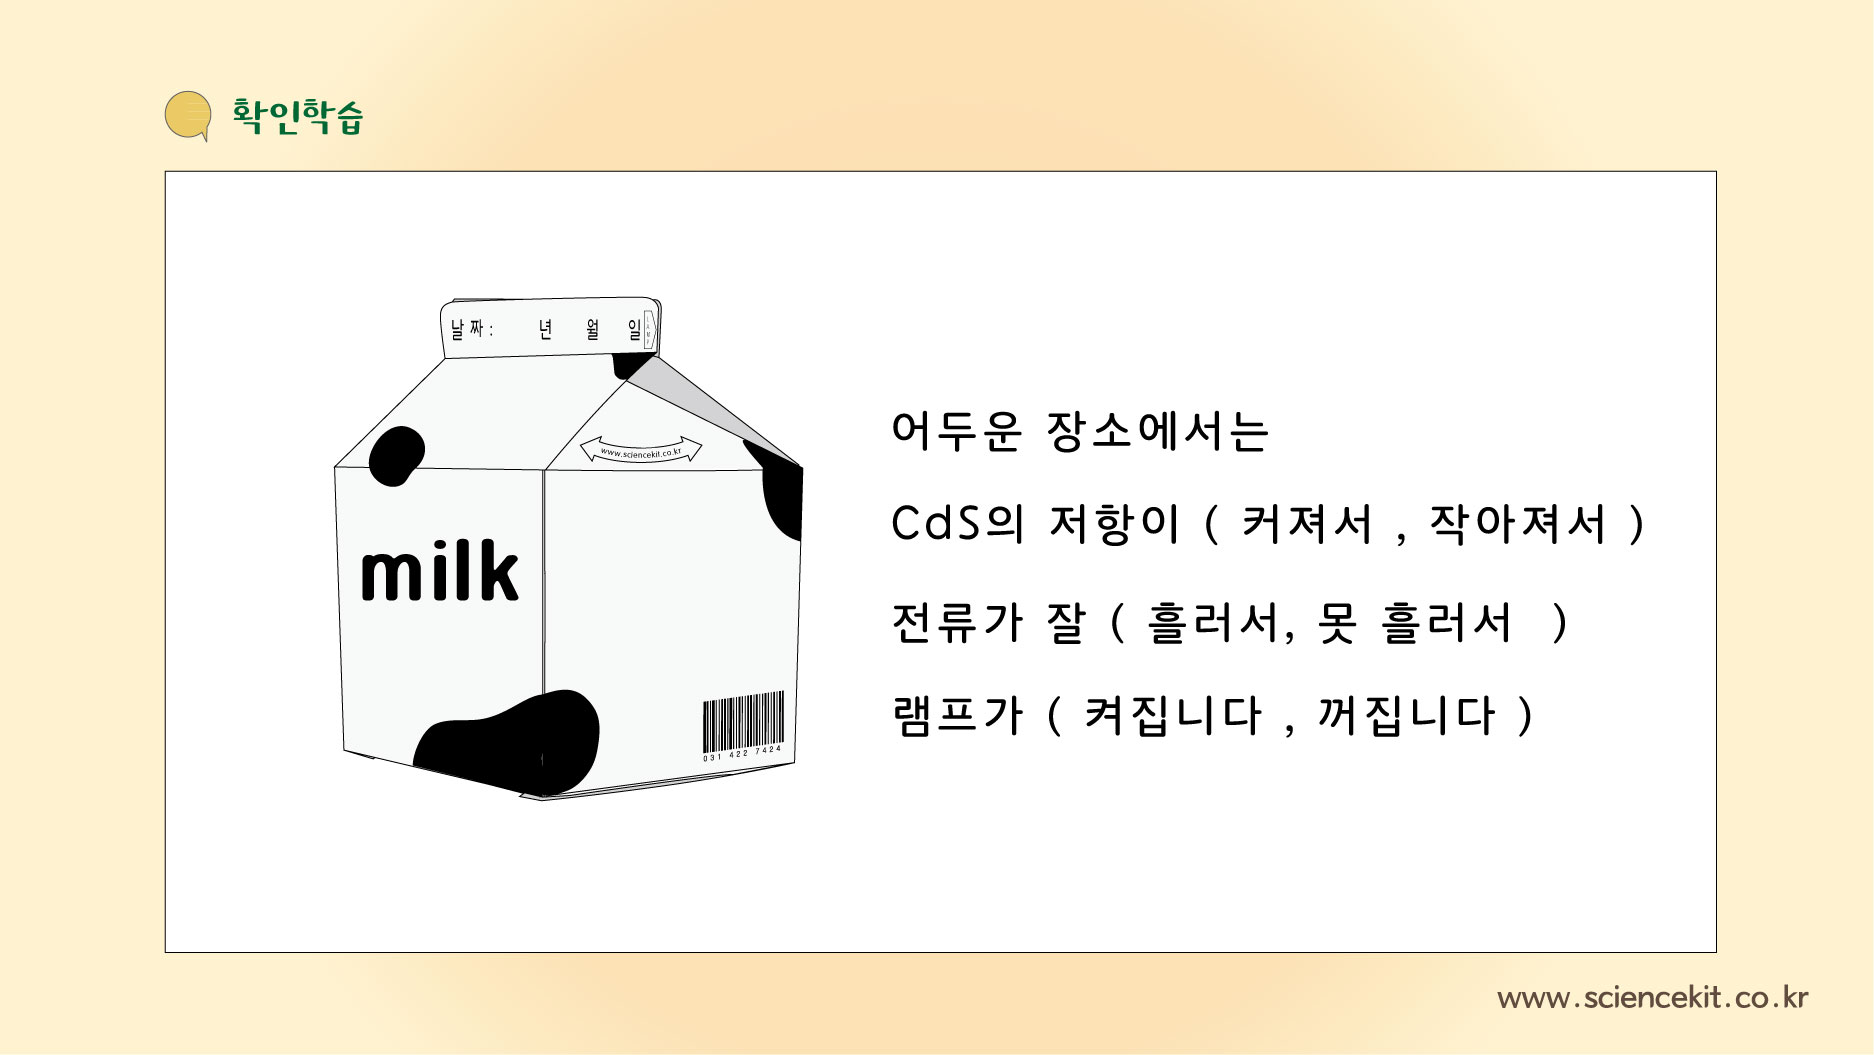 확인학습
날짜: 년 월 일
LAMP
www.sciencekit.co.kr
milk
031 422 7424
어두운 장소에서는
CdS의 저항이 ( 커져서 , 작아져서 )
전류가 잘 ( 흘러서, 못 흘러서 )
램프가 ( 켜집니다 , 꺼집니다 )
www.sciencekit.co.kr